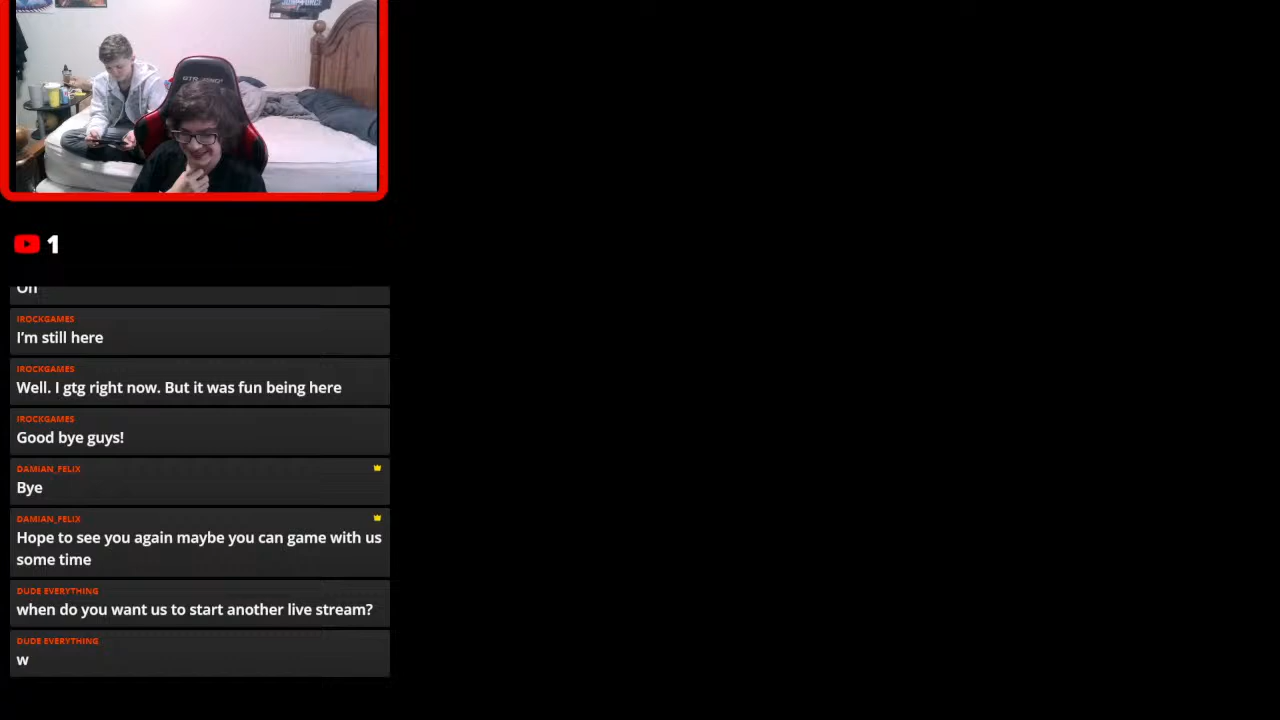 1
IROCKGAMES
I'm still here
IROCKGAMES
Well. I gtg right now. But it was fun being here
IROCKGAMES
Good bye guys!
DAMIAN_FELIX
Bye
DAMIAN_FELIX
Hope to see you again maybe you can game with us
some time
DUDE EVERYTHING
when do you want us to start another live stream?
DUDE EVERYTHING
w